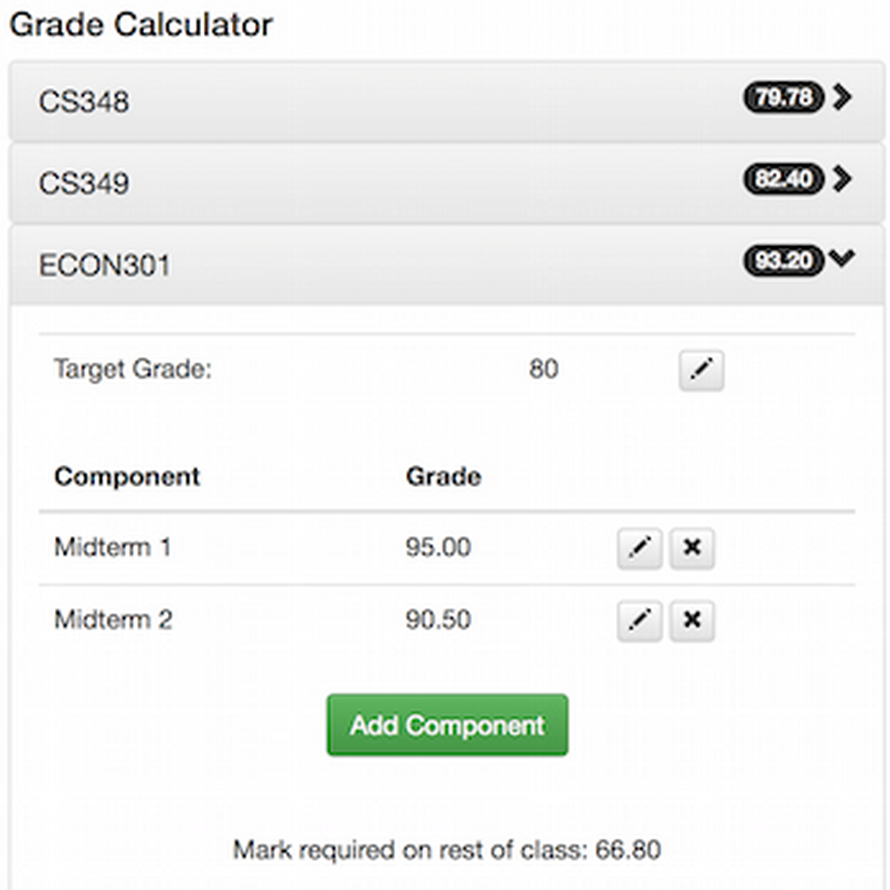 Grade Calculator
CS348 79.78
CS349 82.40
ECON301 93.20
Target Grade: 80
Component Grade
Midterm 1 95.00
Midterm 2 90.50
Add Component
Mark required on rest of class: 66.80